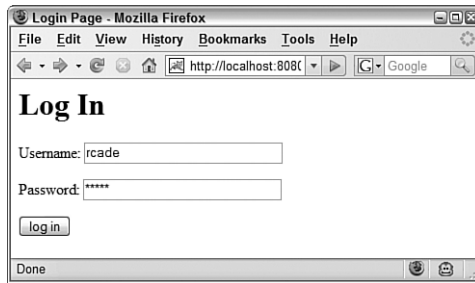 Login Page - Mozilla Firefox
File Edit View History Bookmarks Tools Help
http://localhost:808 G Google
Log In
Username: rcade
Password: *****
log in
Done